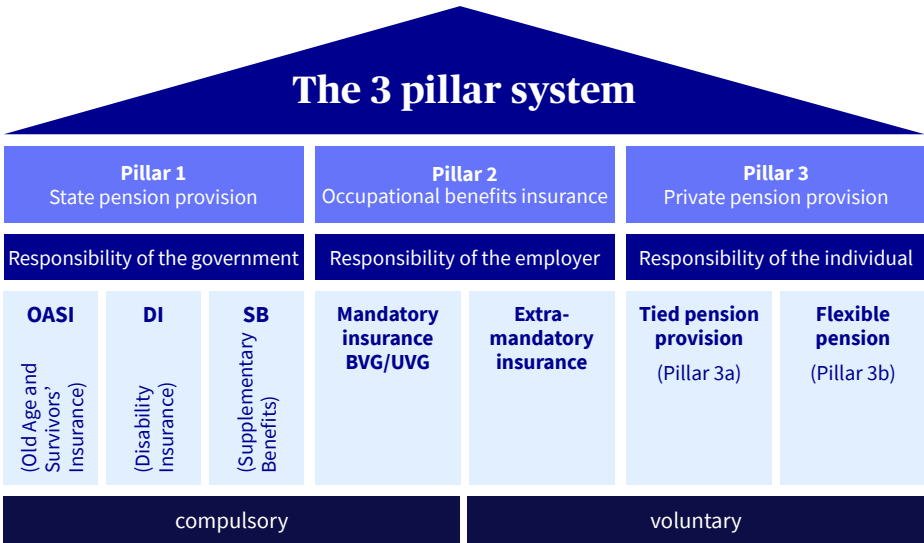 The 3 pillar system
Pillar 1
State pension provision
Pillar 2
Occupational benefits insurance
Pillar 3
Private pension provision
Responsibility of the government
Responsibility of the employer
Responsibility of the individual
OASI
(Old Age and
Survivors’
Insurance)
DI
(Disability
Insurance)
SB
(Supplementary
Benefits)
Mandatory
insurance
BVG/UVG
Extra-
mandatory
insurance
Tied pension
provision
(Pillar 3a)
Flexible
pension
(Pillar 3b)
compulsory
voluntary